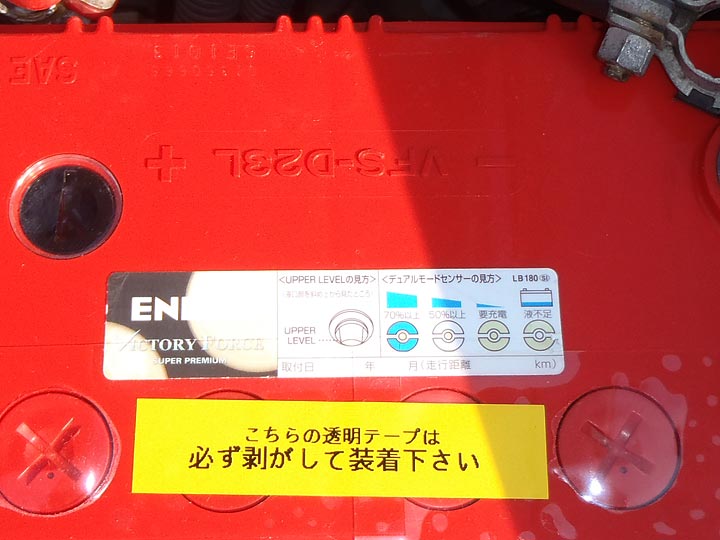 SAE
SE1013
VFS-D23L
ENE
VICTORY FORCE
SUPER PREMIUM
<UPPER LEVELの見方>
UPPER
LEVEL
<デュアルモードセンサーの見方> LB180
70%以上 50%以上 要充電 液不足
取付日 年 月(走行距離 km)
こちらの透明テープは
必ず剥がして装着下さい